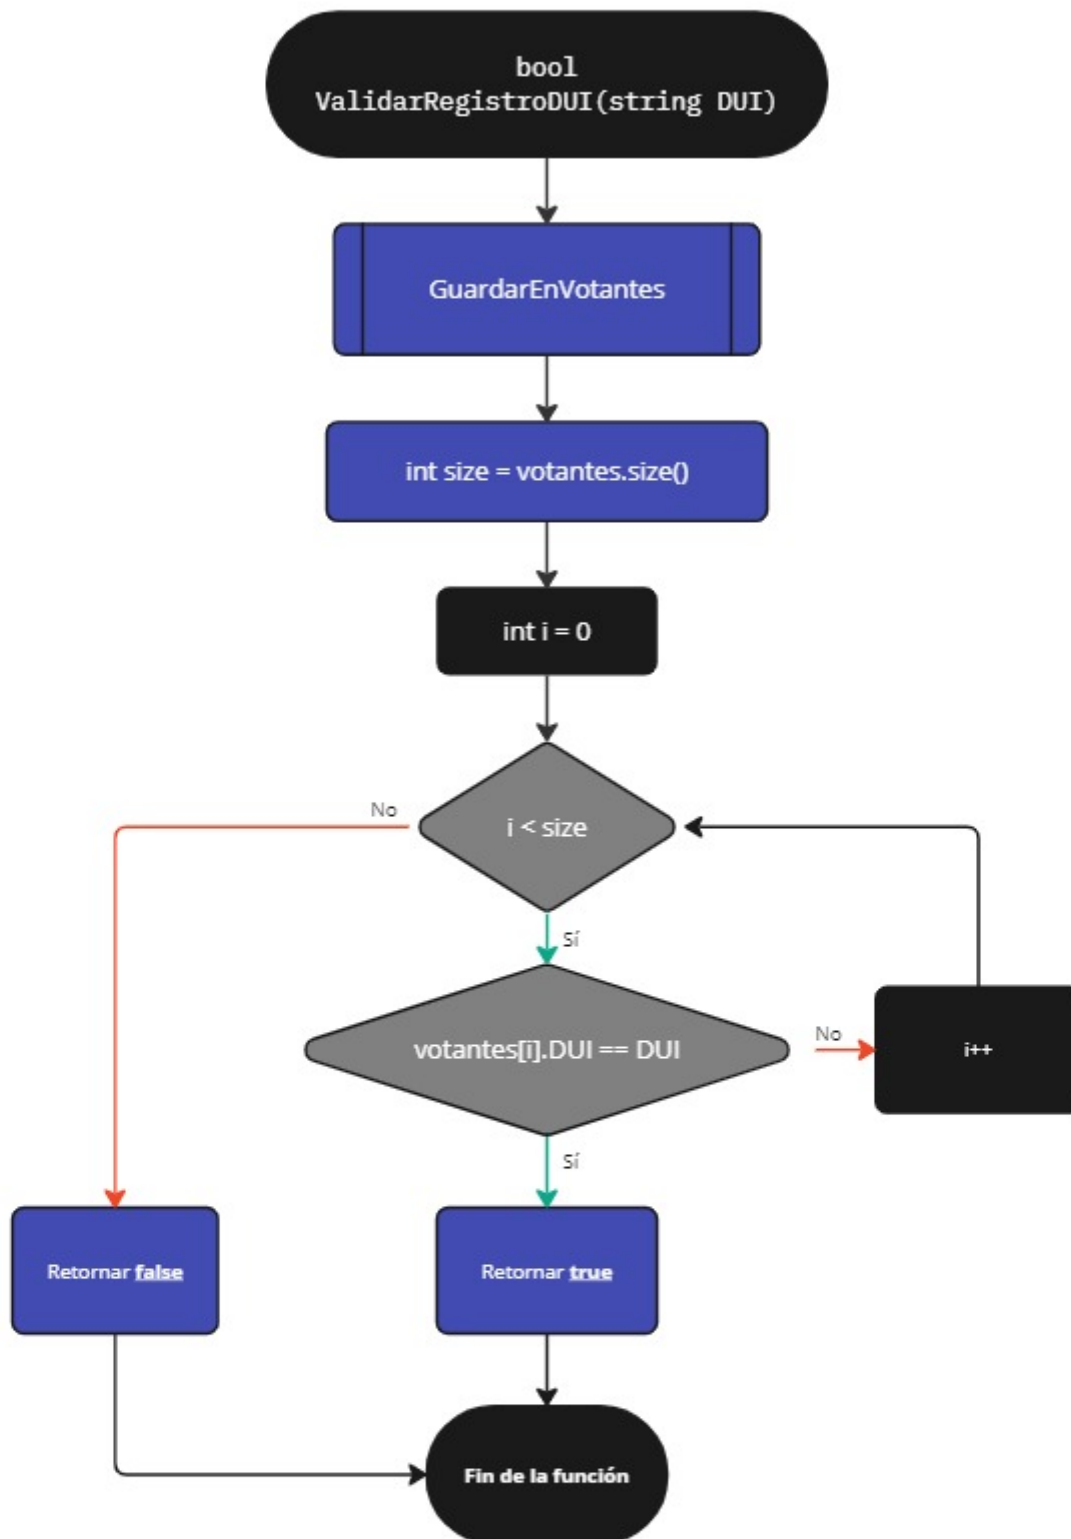 bool
ValidarRegistroDUI(string DUI)
GuardarEnVotantes
int size = votantes.size()
int i = 0
No
i < size
Sí
votantes[i].DUI == DUI
No
i++
Sí
Retornar false
Retornar true
Fin de la función